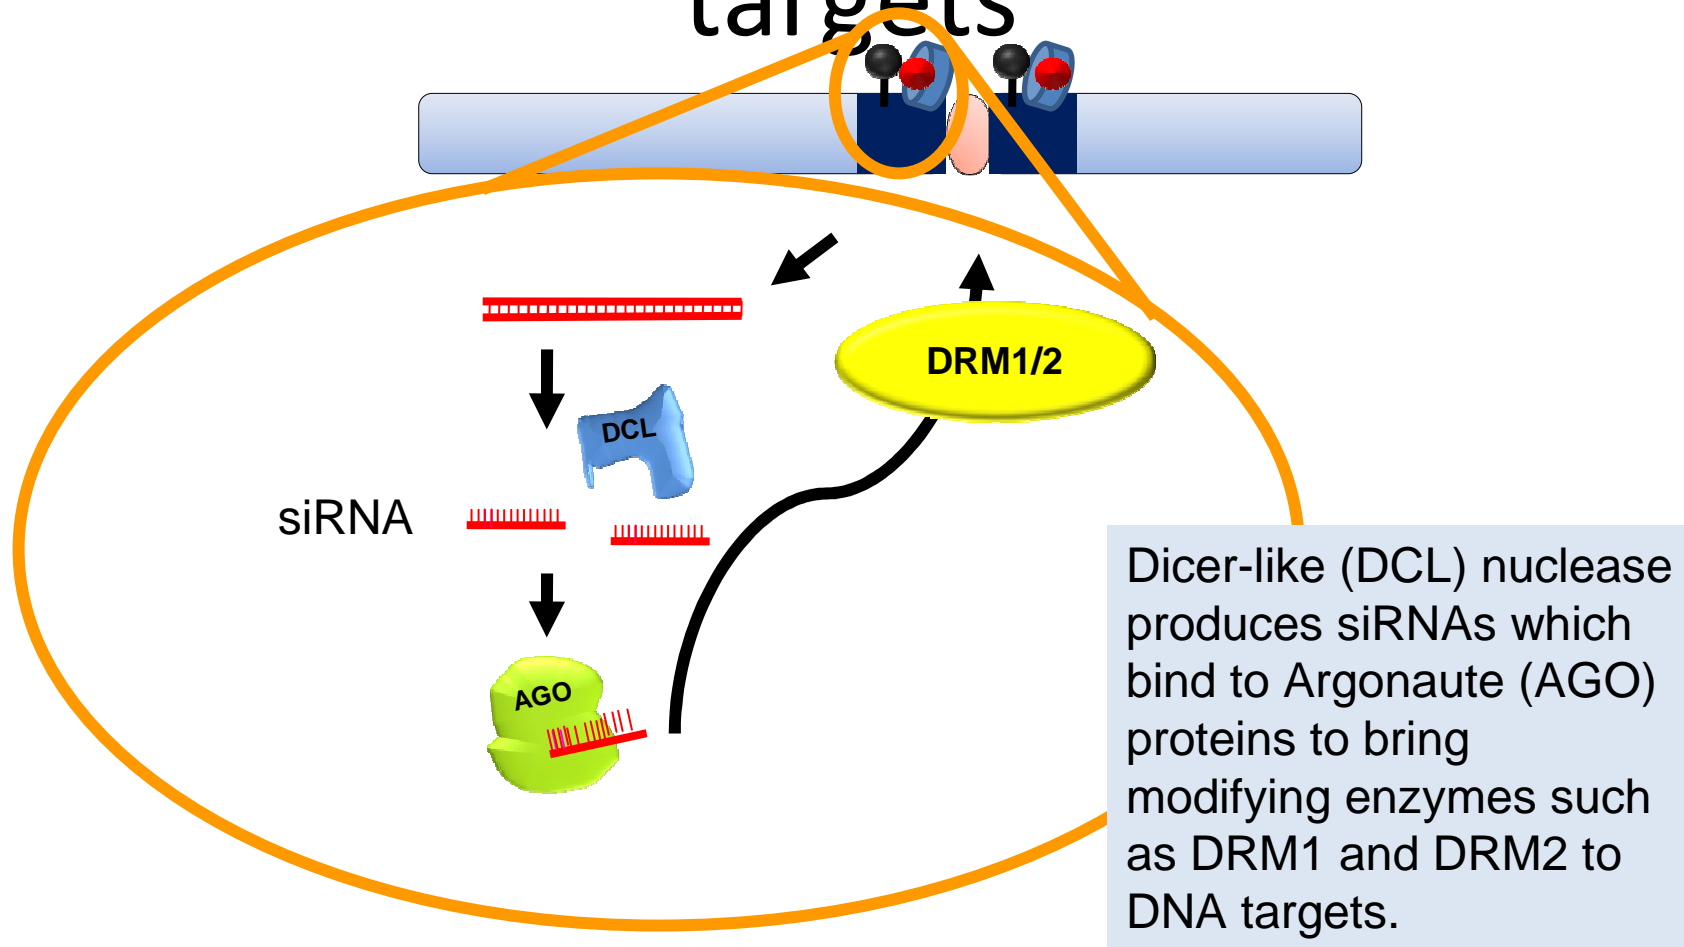 targets
DRM1/2
DCL
siRNA
AGO
Dicer-like (DCL) nuclease
produces siRNAs which
bind to Argonaute (AGO)
proteins to bring
modifying enzymes such
as DRM1 and DRM2 to
DNA targets.